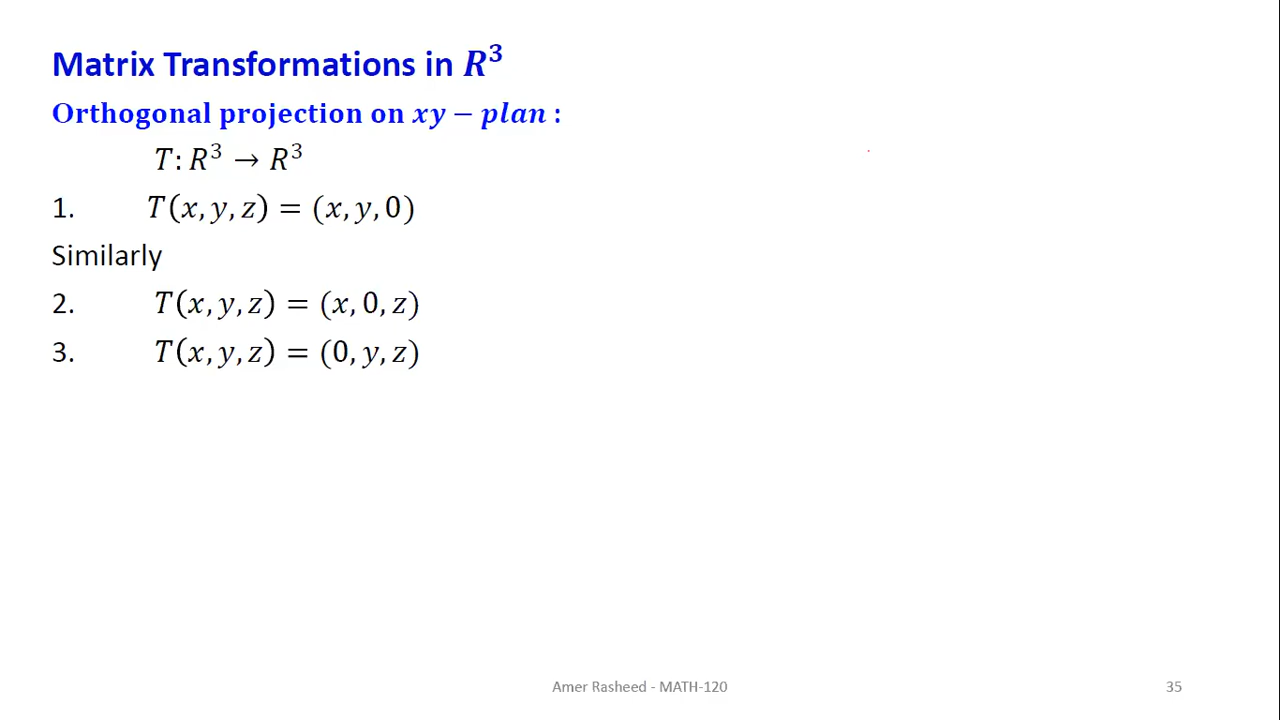 Matrix Transformations in R³
Orthogonal projection on xy − plan :
T: R³ → R³
1. T(x, y, z) = (x, y, 0)
Similarly
2. T(x, y, z) = (x, 0, z)
3. T(x, y, z) = (0, y, z)
Amer Rasheed - MATH-120 35